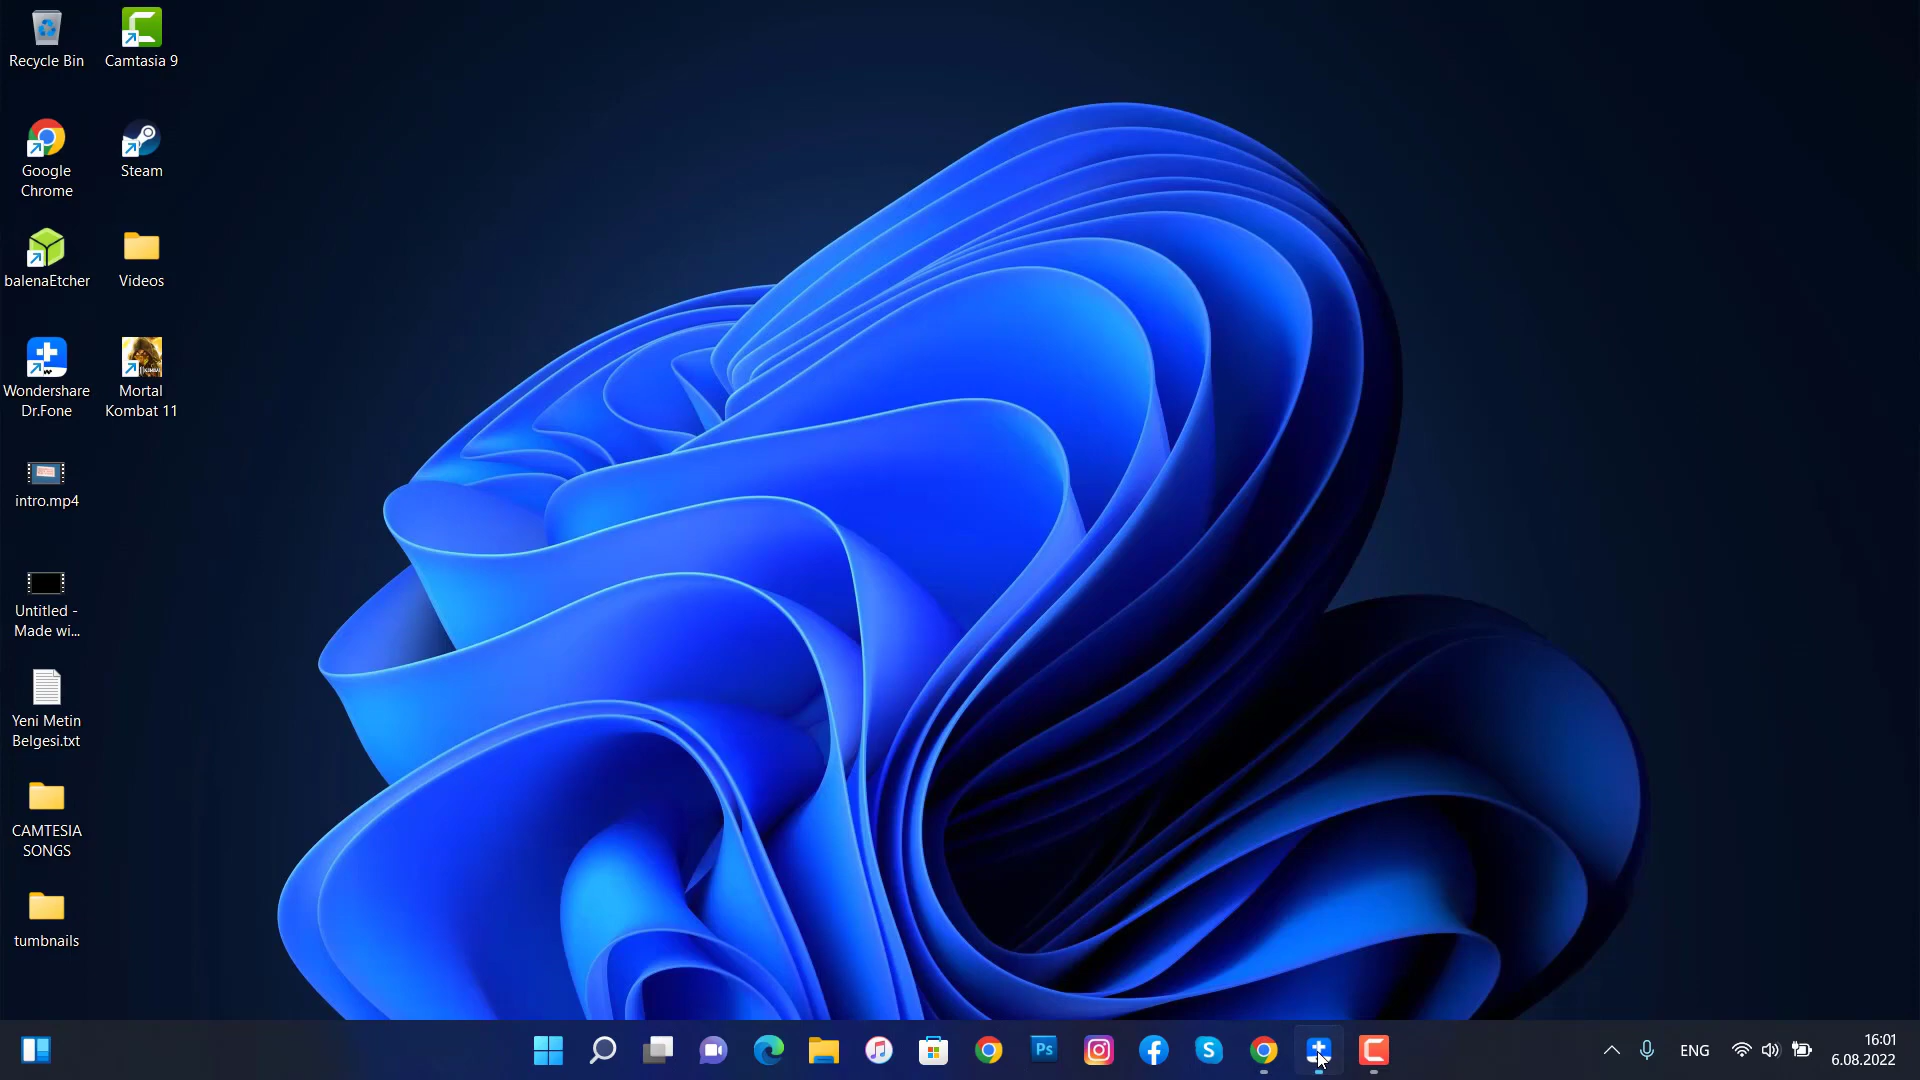 Recycle Bin
Camtasia 9
Google
Chrome
Steam
balenaEtcher
Videos
Wondershare
Dr.Fone
Mortal
Kombat 11
intro.mp4
Untitled -
Made wi...
Yeni Metin
Belgesi.txt
CAMTESIA
SONGS
tumbnails
Ps
ENG
16:01
6.08.2022